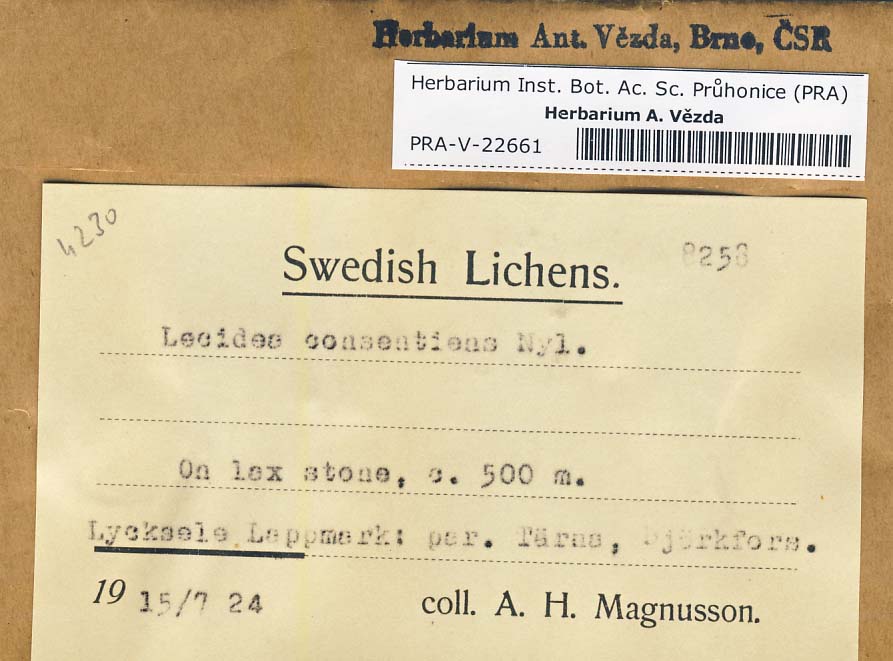 Herbarium Ant. Vězda, Brno, ČSR
Herbarium Inst. Bot. Ac. Sc. Průhonice (PRA)
Herbarium A. Vězda
PRA-V-22661
4230
Swedish Lichens. 8258
Lecidea consentiens Nyl.
On lax stone, c. 500 m.
Lycksele Lappmark: par. Tärna, Björkfors.
19 15/7 24 coll. A. H. Magnusson.